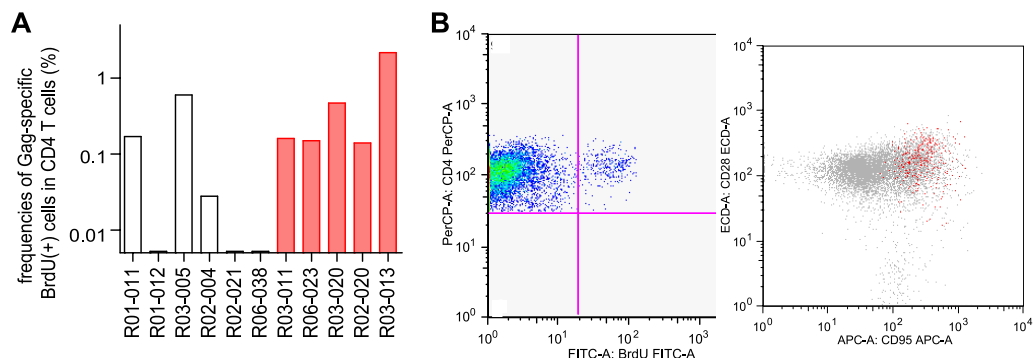 A
frequencies of Gag-specific
BrdU(+) cells in CD4 T cells (%)
1
0.1
0.01
R01-011
R01-012
R03-005
R02-004
R02-021
R06-038
R03-011
R06-023
R03-020
R02-020
R03-013
B
PerCP-A: CD4 PerCP-A
10^4
10^3
10^2
10^1
10^0
10^0
10^1
10^2
10^3
FITC-A: BrdU FITC-A
ECD-A: CD28 ECD-A
10^4
10^3
10^2
10^1
10^0
10^0
10^1
10^2
10^3
10^4
APC-A: CD95 APC-A